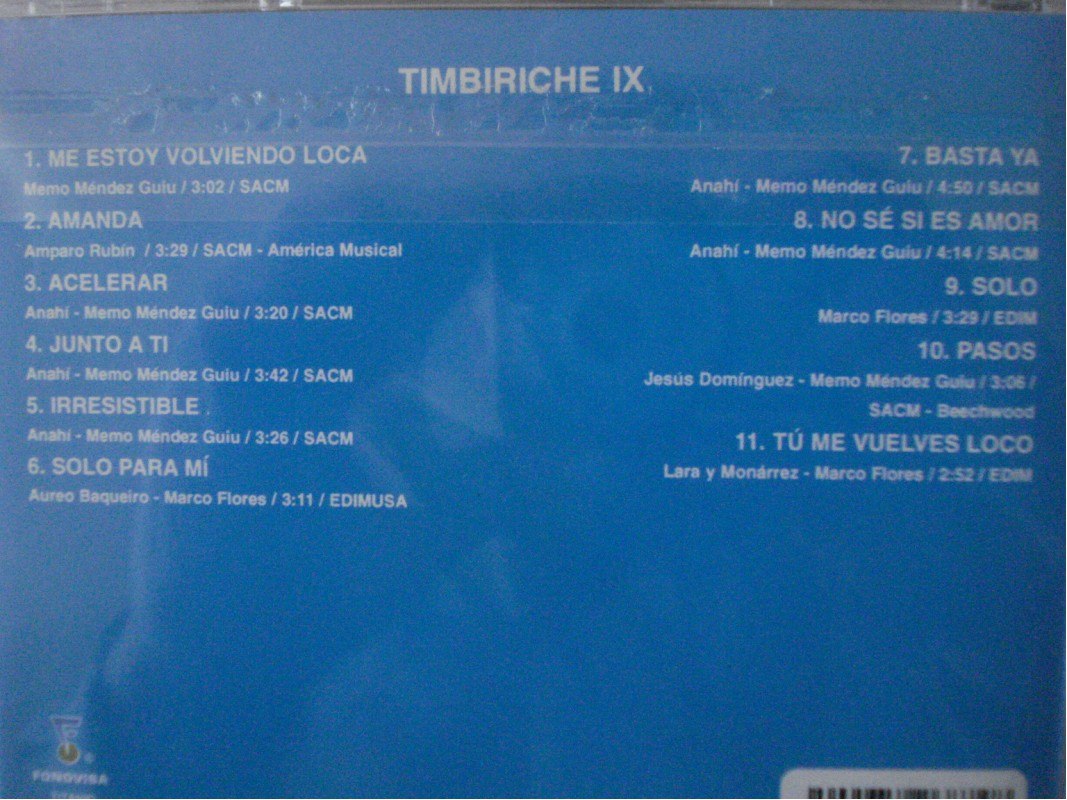 TIMBIRICHE IX
1. ME ESTOY VOLVIENDO LOCA
Memo Méndez Guiu / 3:02 / SACM
2. AMANDA
Amparo Rubín / 3:29 / SACM - América Musical
3. ACELERAR
Anahí - Memo Méndez Guiu / 3:20 / SACM
4. JUNTO A TI
Anahí - Memo Méndez Guiu / 3:42 / SACM
5. IRRESISTIBLE
Anahí - Memo Méndez Guiu / 3:26 / SACM
6. SOLO PARA MÍ
Aureo Baqueiro - Marco Flores / 3:11 / EDIMUSA
7. BASTA YA
Anahí - Memo Méndez Guiu / 4:50 / SACM
8. NO SÉ SI ES AMOR
Anahí - Memo Méndez Guiu / 4:14 / SACM
9. SOLO
Marco Flores / 3:29 / EDIM
10. PASOS
Jesús Domínguez - Memo Méndez Guiu / 3:06 /
SACM - Beechwood
11. TÚ ME VUELVES LOCO
Lara y Monárrez - Marco Flores / 2:52 / EDIM
FONOVISA